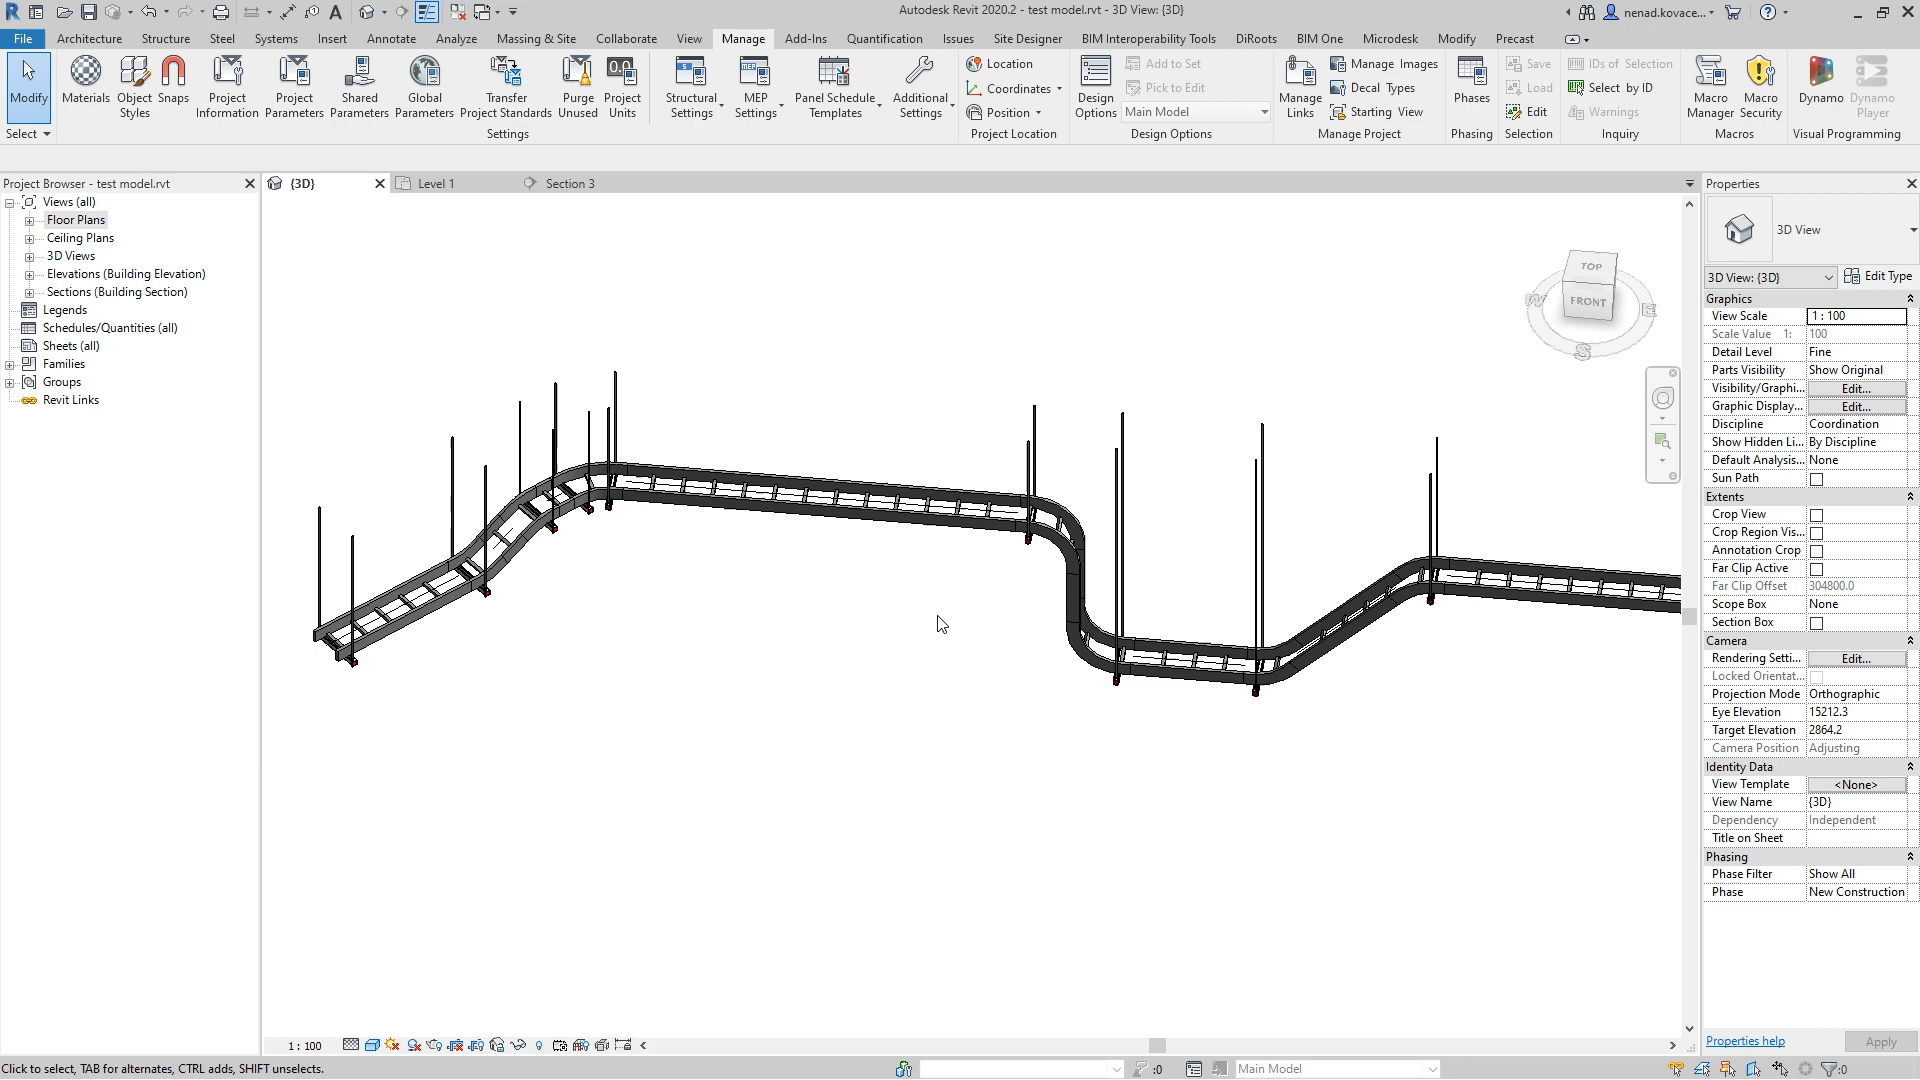 Autodesk Revit 2020.2 - test model.rvt - 3D View: {3D}
nenad.kovace...
File Architecture Structure Steel Systems Insert Annotate Analyze Massing & Site Collaborate View Manage Add-Ins Quantification Issues Site Designer BIM Interoperability Tools DiRoots BIM One Microdesk Modify Precast
Modify
Materials
Object Styles
Snaps
Project Information
Project Parameters
Shared Parameters
Global Parameters
Transfer Project Standards
Purge Unused
Project Units
Structural Settings
MEP Settings
Panel Schedule Templates
Additional Settings
Location
Coordinates
Position
Design Options
Add to Set
Pick to Edit
Main Model
Manage Links
Manage Images
Decal Types
Starting View
Phases
Save
Load
Edit
IDs of Selection
Select by ID
Warnings
Macro Manager
Macro Security
Dynamo
Dynamo Player
Select Settings Project Location Design Options Manage Project Phasing Selection Inquiry Macros Visual Programming
Project Browser - test model.rvt
Views (all)
Floor Plans
Ceiling Plans
3D Views
Elevations (Building Elevation)
Sections (Building Section)
Legends
Schedules/Quantities (all)
Sheets (all)
Families
Groups
Revit Links
{3D} Level 1 Section 3
TOP
FRONT
W
E
S
Properties
3D View
3D View: {3D} Edit Type
Graphics
View Scale 1 : 100
Scale Value 1: 100
Detail Level Fine
Parts Visibility Show Original
Visibility/Graphi... Edit...
Graphic Display... Edit...
Discipline Coordination
Show Hidden Li... By Discipline
Default Analysis... None
Sun Path
Extents
Crop View
Crop Region Vis...
Annotation Crop
Far Clip Active
Far Clip Offset 304800.0
Scope Box None
Section Box
Camera
Rendering Setti... Edit...
Locked Orientat...
Projection Mode Orthographic
Eye Elevation 15212.3
Target Elevation 2864.2
Camera Position Adjusting
Identity Data
View Template <None>
View Name {3D}
Dependency Independent
Title on Sheet
Phasing
Phase Filter Show All
Phase New Construction
Properties help Apply
1 : 100
Click to select, TAB for alternates, CTRL adds, SHIFT unselects.
:0
Main Model
:0